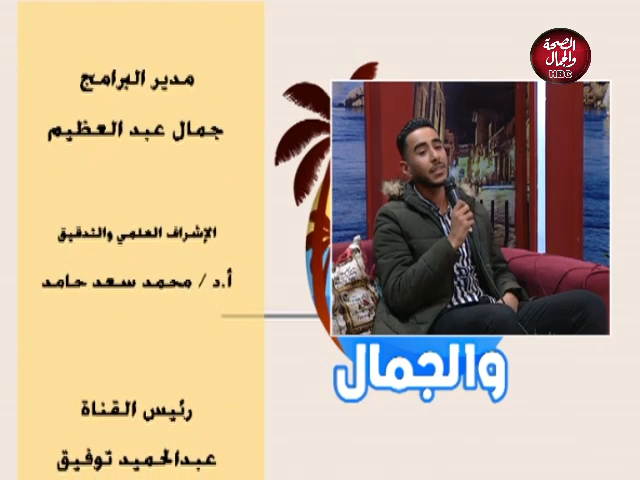 مدير البرامج
جمال عبد العظيم
الإشراف العلمي والتدقيق
أ.د / محمد سعد حامد
رئيس القناة
عبدالحميد توفيق
الصحة
والجمال
HBC
والجمال